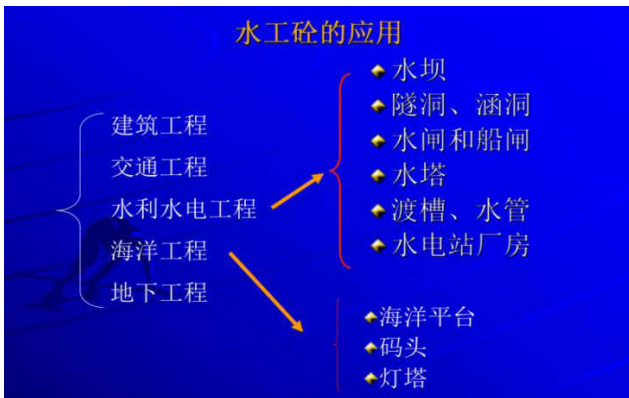 水工砼的应用
建筑工程
交通工程
水利水电工程
海洋工程
地下工程
水坝
隧洞、涵洞
水闸和船闸
水塔
渡槽、水管
水电站厂房
海洋平台
码头
灯塔